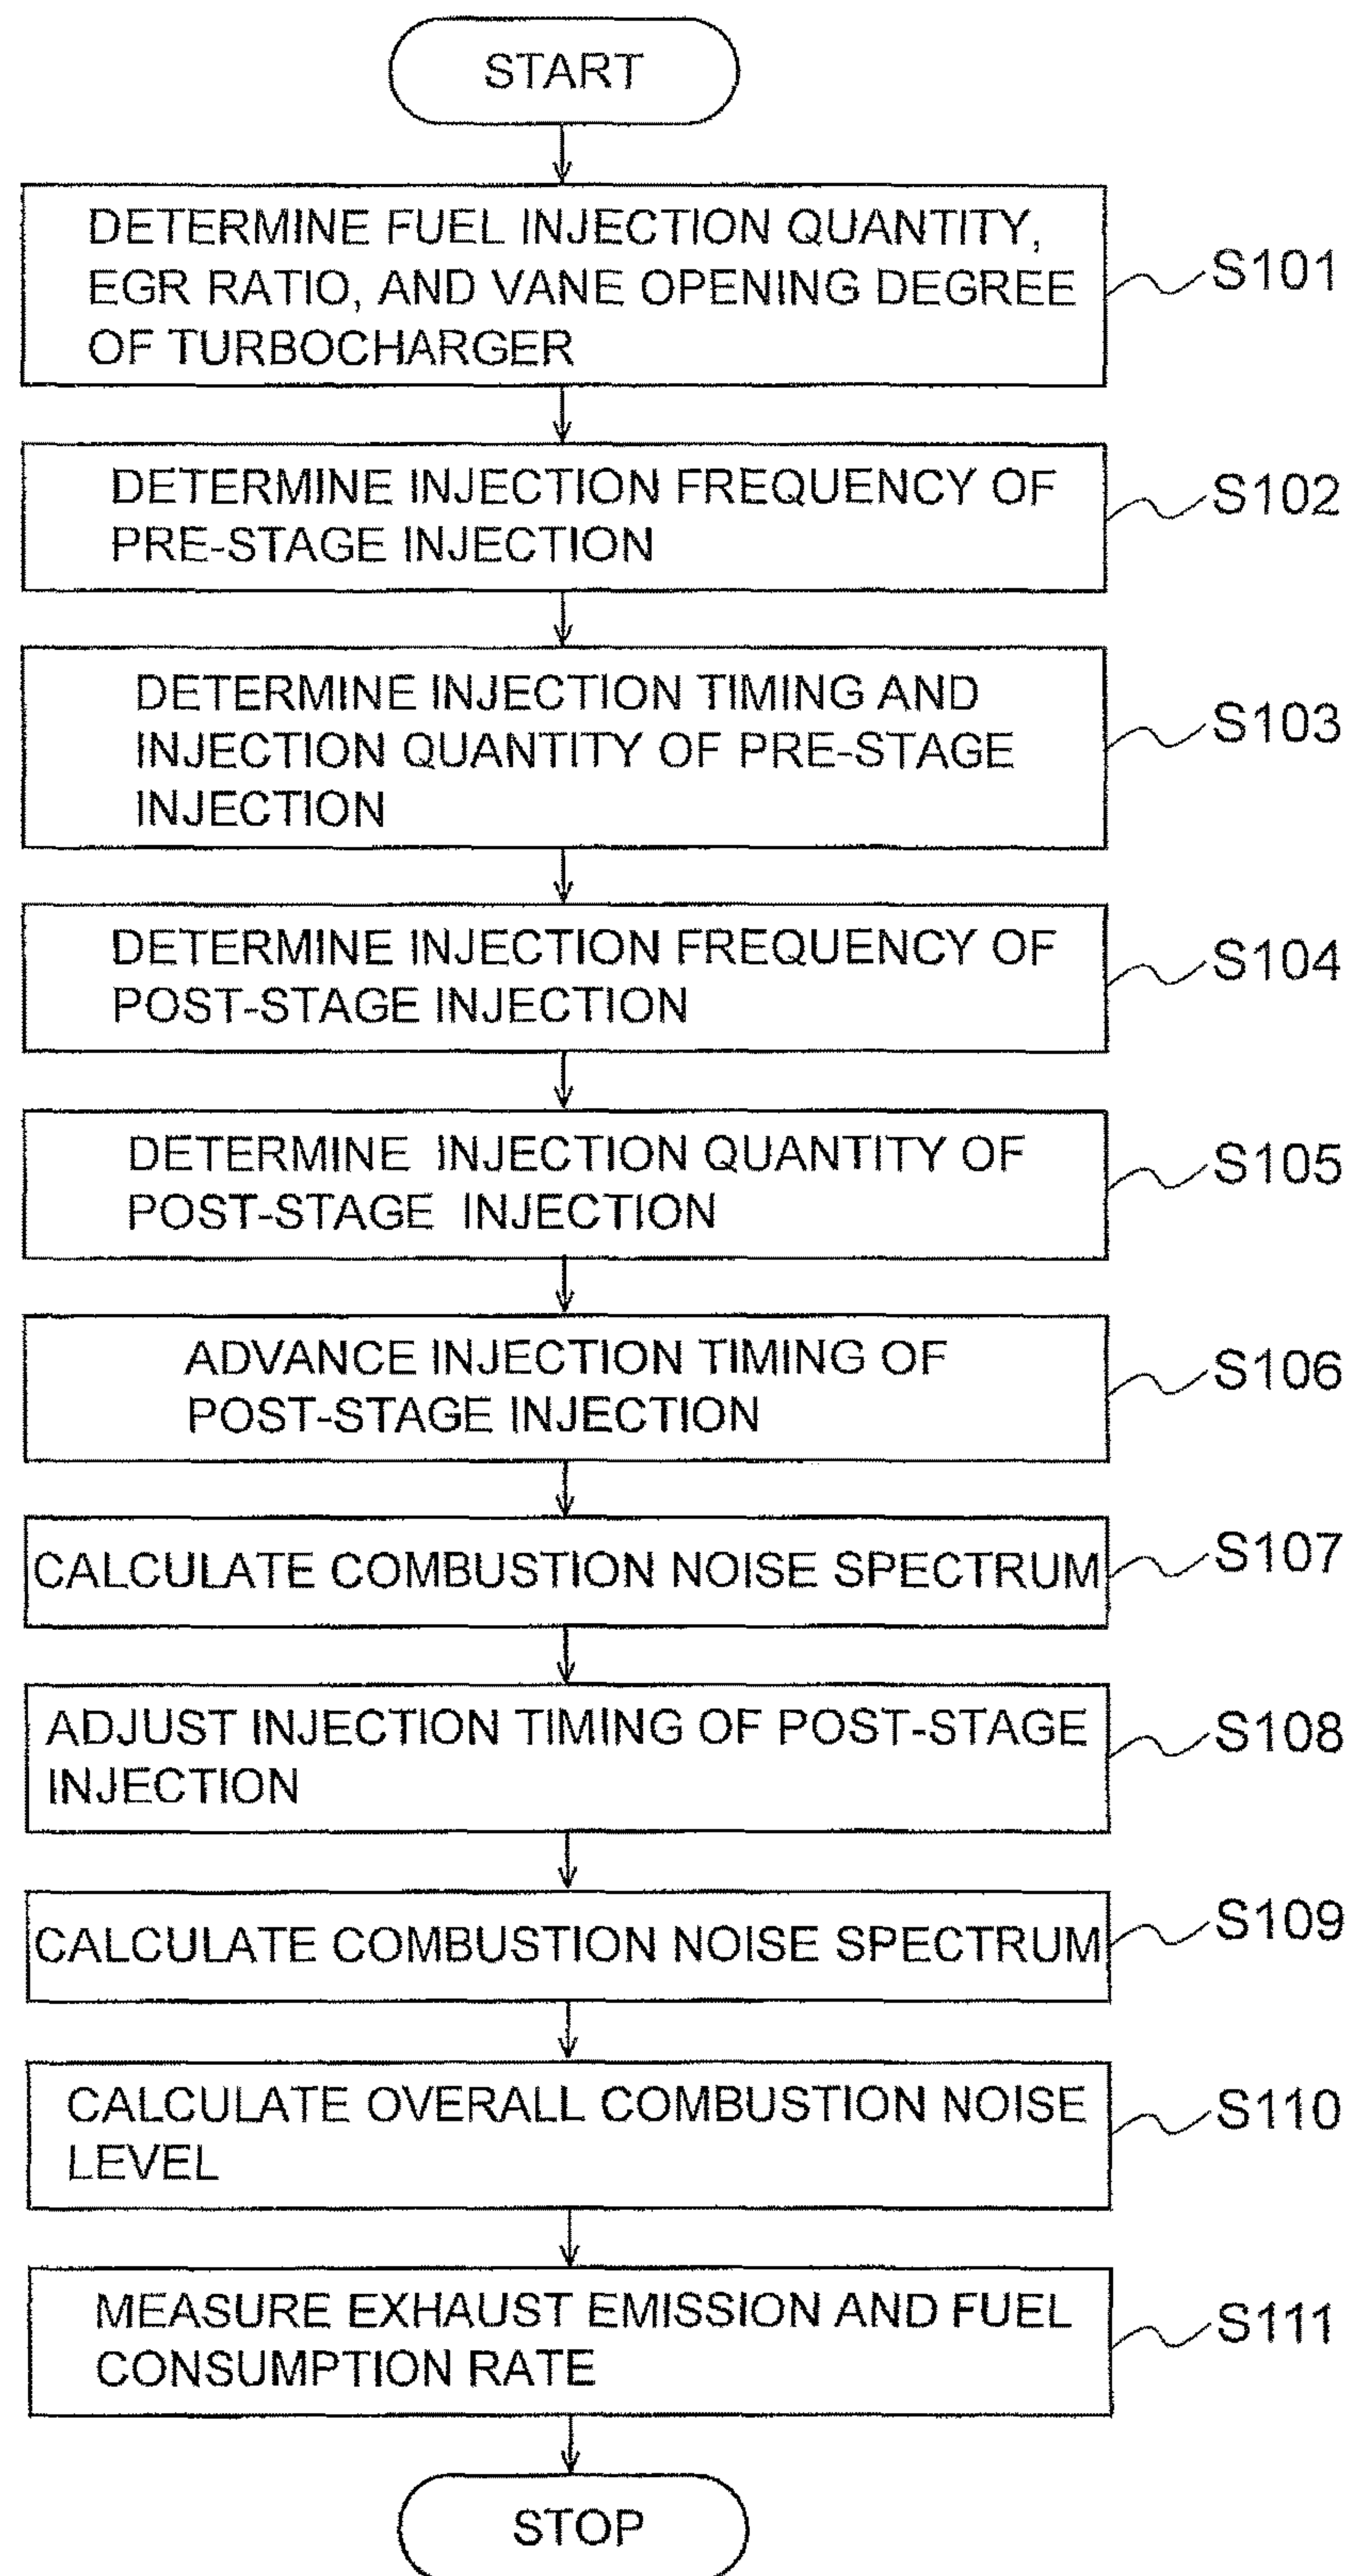 START
DETERMINE FUEL INJECTION QUANTITY,
EGR RATIO, AND VANE OPENING DEGREE
OF TURBOCHARGER
S101
DETERMINE INJECTION FREQUENCY OF
PRE-STAGE INJECTION
S102
DETERMINE INJECTION TIMING AND
INJECTION QUANTITY OF PRE-STAGE
INJECTION
S103
DETERMINE INJECTION FREQUENCY OF
POST-STAGE INJECTION
S104
DETERMINE INJECTION QUANTITY OF
POST-STAGE INJECTION
S105
ADVANCE INJECTION TIMING OF
POST-STAGE INJECTION
S106
CALCULATE COMBUSTION NOISE SPECTRUM
S107
ADJUST INJECTION TIMING OF POST-STAGE
INJECTION
S108
CALCULATE COMBUSTION NOISE SPECTRUM
S109
CALCULATE OVERALL COMBUSTION NOISE
LEVEL
S110
MEASURE EXHAUST EMISSION AND FUEL
CONSUMPTION RATE
S111
STOP